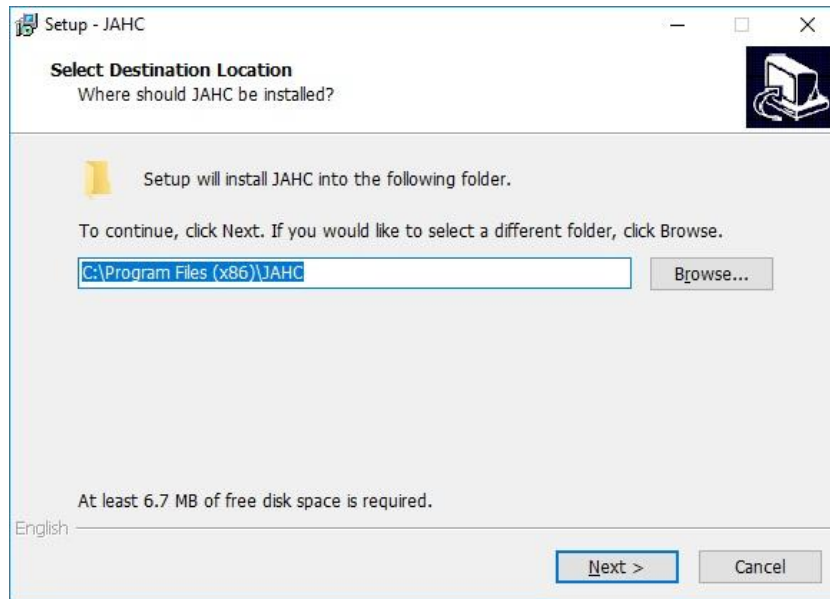 Setup - JAHC
Select Destination Location
Where should JAHC be installed?
Setup will install JAHC into the following folder.
To continue, click Next. If you would like to select a different folder, click Browse.
C:\Program Files (x86)\JAHC
Browse...
At least 6.7 MB of free disk space is required.
English
Next >
Cancel